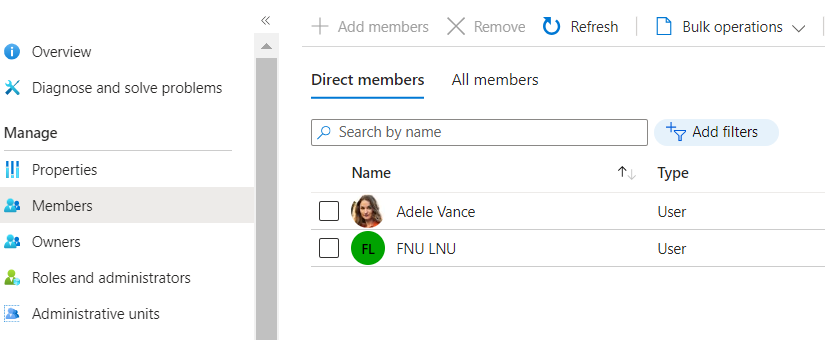 Overview
Diagnose and solve problems
Manage
Properties
Members
Owners
Roles and administrators
Administrative units
Add members Remove Refresh Bulk operations
Direct members All members
Search by name Add filters
Name Type
Adele Vance User
FL FNU LNU User